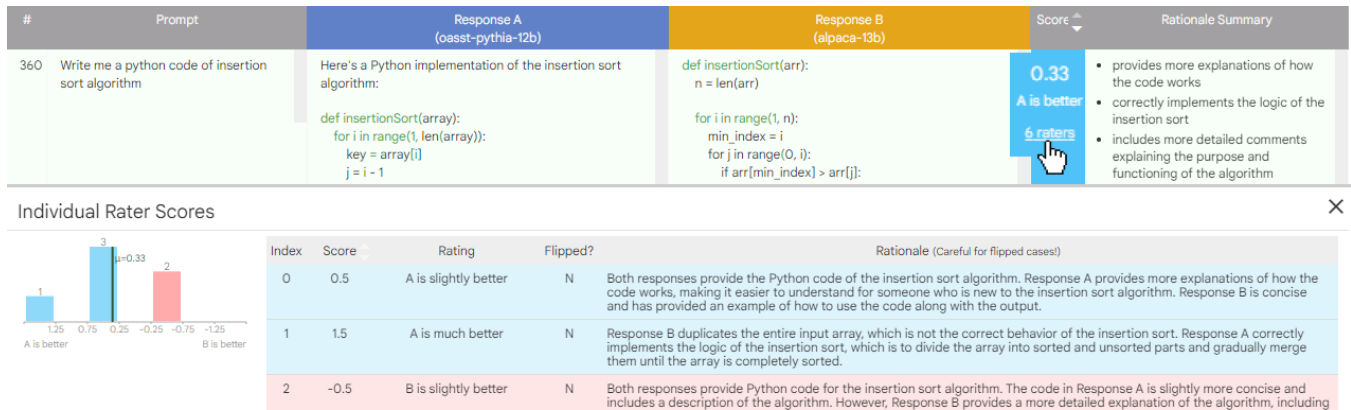 # Prompt Response A Response B Score Rationale Summary
(oasst-pythia-12b) (alpaca-13b)
360 Write me a python code of insertion
sort algorithm
Here's a Python implementation of the insertion sort
algorithm:
def insertionSort(array):
for i in range(1, len(array)):
key = array[i]
j = i - 1
def insertionSort(arr):
n = len(arr)
for i in range(1, n):
min_index = i
for j in range(0, i):
if arr[min_index] > arr[j]:
0.33
A is better
6 raters
• provides more explanations of how
the code works
• correctly implements the logic of the
insertion sort
• includes more detailed comments
explaining the purpose and
functioning of the algorithm
Individual Rater Scores
3
μ=0.33
2
1
1.25 0.75 0.25 -0.25 -0.75 -1.25
A is better B is better
Index Score Rating Flipped? Rationale (Careful for flipped cases!)
0 0.5 A is slightly better N Both responses provide the Python code of the insertion sort algorithm. Response A provides more explanations of how the
code works, making it easier to understand for someone who is new to the insertion sort algorithm. Response B is concise
and has provided an example of how to use the code along with the output.
1 1.5 A is much better N Response B duplicates the entire input array, which is not the correct behavior of the insertion sort. Response A correctly
implements the logic of the insertion sort, which is to divide the array into sorted and unsorted parts and gradually merge
them until the array is completely sorted.
2 -0.5 B is slightly better N Both responses provide Python code for the insertion sort algorithm. The code in Response A is slightly more concise and
includes a description of the algorithm. However, Response B provides a more detailed explanation of the algorithm, including